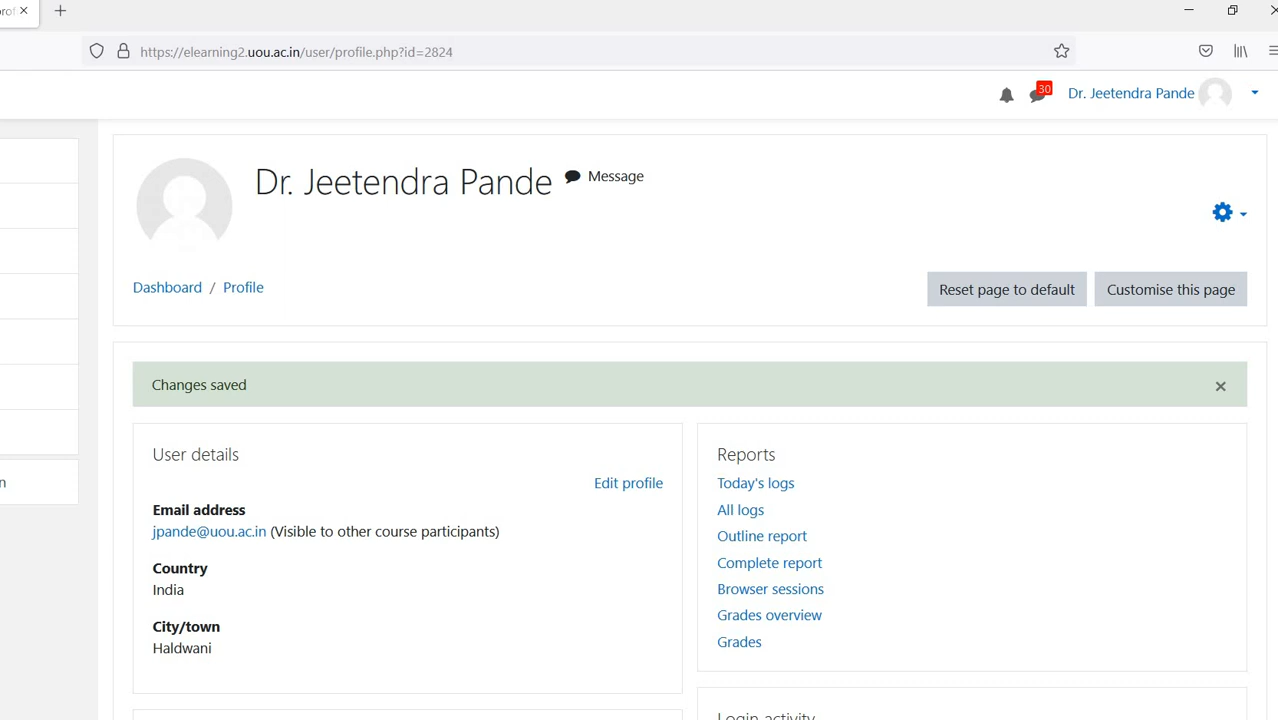 https://elearning2.uou.ac.in/user/profile.php?id=2824
30
Dr. Jeetendra Pande
Dr. Jeetendra Pande
Message
Dashboard / Profile
Reset page to default
Customise this page
Changes saved
×
User details
Edit profile
Email address
jpande@uou.ac.in (Visible to other course participants)
Country
India
City/town
Haldwani
Reports
Today's logs
All logs
Outline report
Complete report
Browser sessions
Grades overview
Grades
Login activity